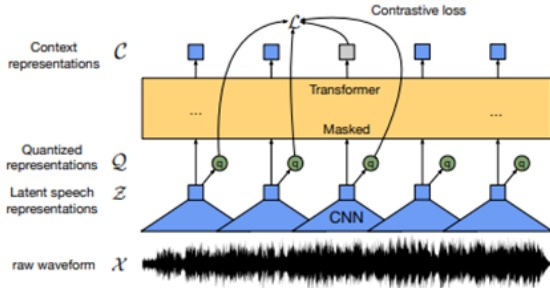 Contrastive loss
ℒ
Context
representations
𝒞
Transformer
...
...
Masked
Quantized
representations
𝒬
q
q
q
q
q
Latent speech
representations
𝒵
CNN
raw waveform
𝒳